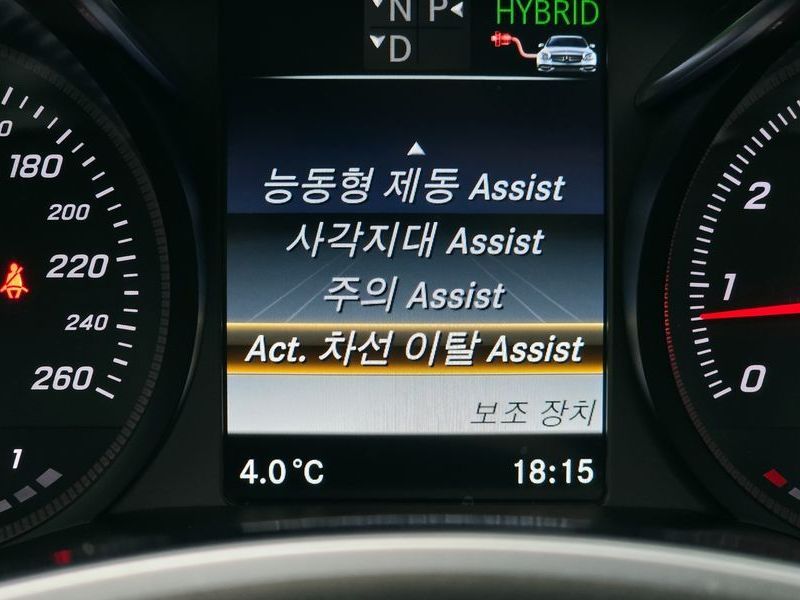 N P
D
HYBRID
능동형 제동 Assist
사각지대 Assist
주의 Assist
Act. 차선 이탈 Assist
보조 장치
4.0°C
18:15
180
200
220
240
260
1
2
1
0